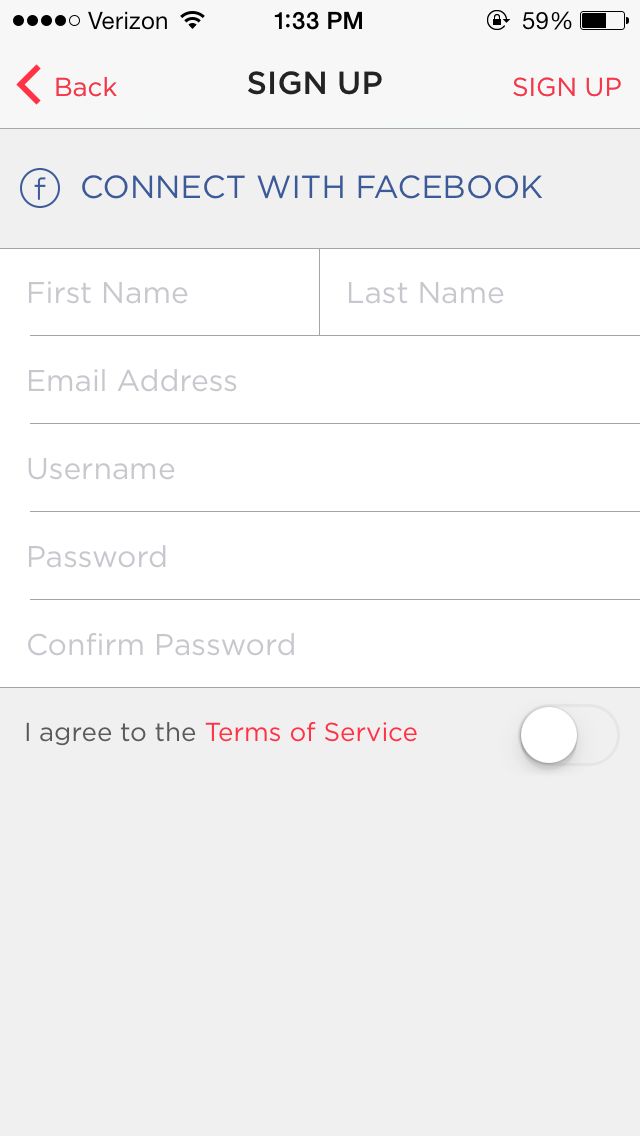 Verizon 1:33 PM 59%
Back SIGN UP SIGN UP
f CONNECT WITH FACEBOOK
First Name Last Name
Email Address
Username
Password
Confirm Password
I agree to the Terms of Service